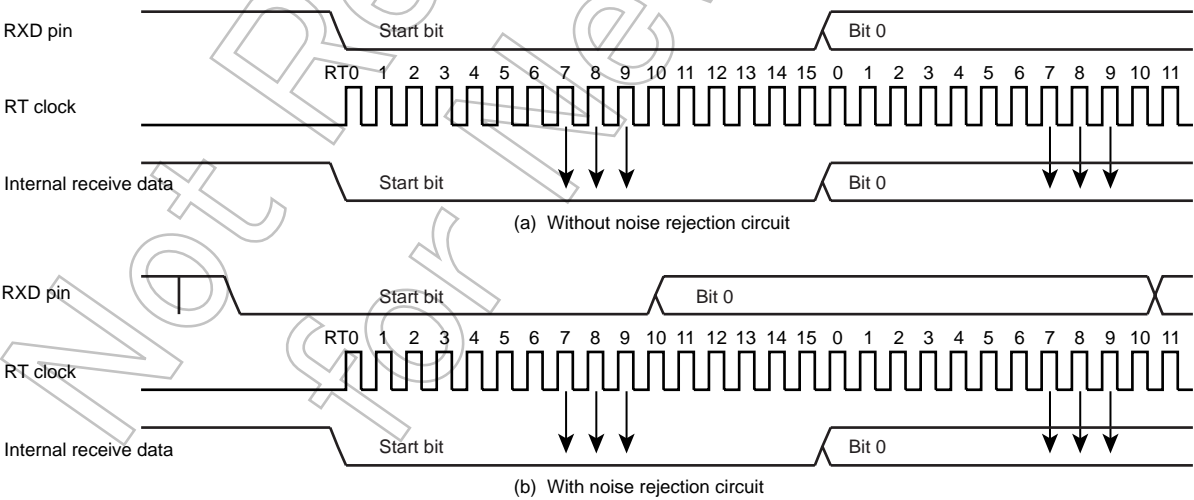 RXD pin Start bit Bit 0
RT0 1 2 3 4 5 6 7 8 9 10 11 12 13 14 15 0 1 2 3 4 5 6 7 8 9 10 11
RT clock
Internal receive data Start bit Bit 0
(a) Without noise rejection circuit
RXD pin Start bit Bit 0
RT0 1 2 3 4 5 6 7 8 9 10 11 12 13 14 15 0 1 2 3 4 5 6 7 8 9 10 11
RT clock
Internal receive data Start bit Bit 0
(b) With noise rejection circuit
Not Re
for Ne